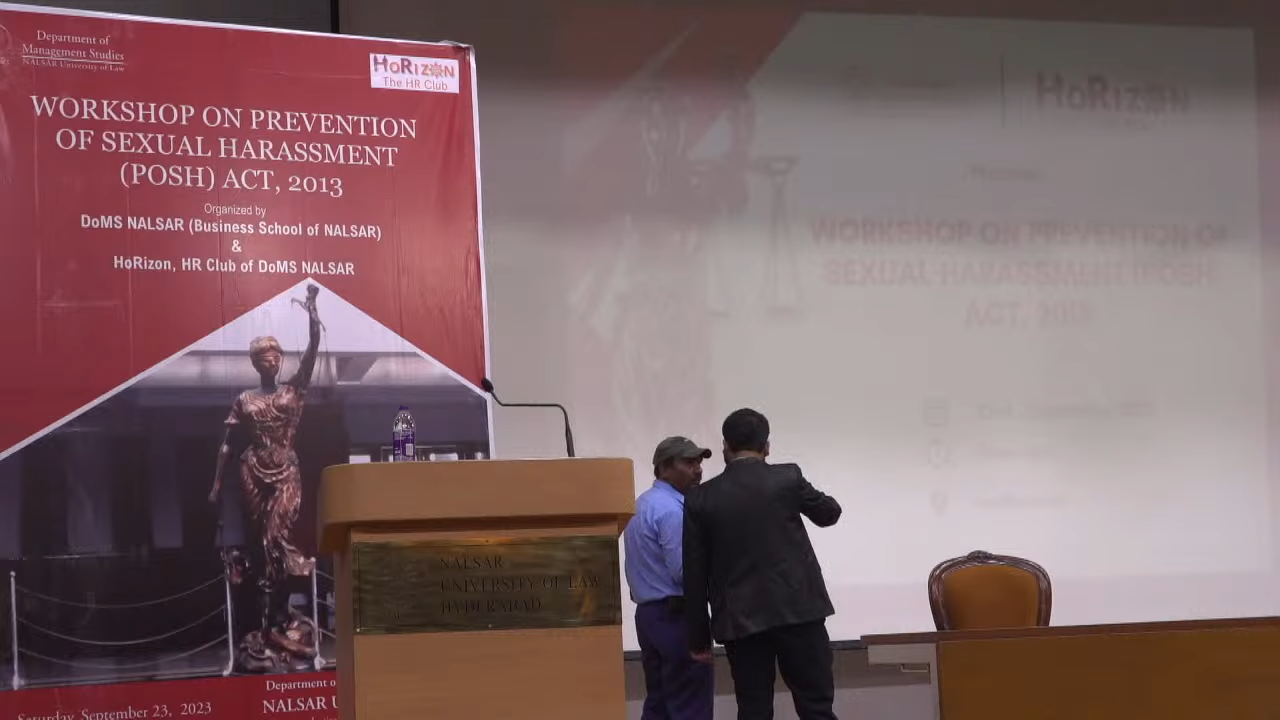 Department of
Management Studies
NALSAR University of Law
HoRizoN
The HR Club
WORKSHOP ON PREVENTION
OF SEXUAL HARASSMENT
(POSH) ACT, 2013
Organized by
DoMS NALSAR (Business School of NALSAR)
&
HoRizon, HR Club of DoMS NALSAR
Saturday, September 23, 2023
Department o
NALSAR U
NALSAR
UNIVERSITY OF LAW
HYDERABAD
HoRizoN
WORKSHOP ON PREVENTION OF
SEXUAL HARASSMENT (POSH)
ACT, 2013